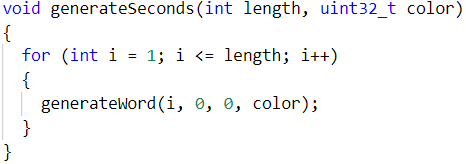 void generateSeconds(int length, uint32_t color)
{
  for (int i = 1; i <= length; i++)
  {
    generateWord(i, 0, 0, color);
  }
}